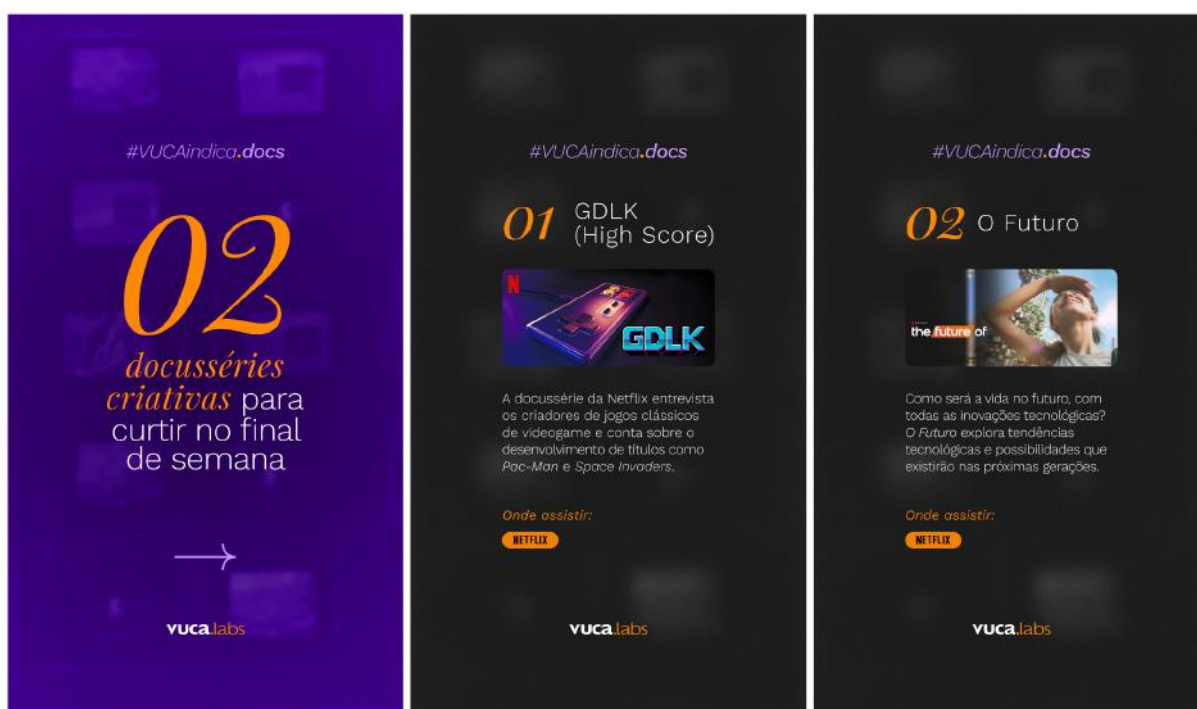 #VUCAindica.docs
02
docusséries
criativas para
curtir no final
de semana
vuca.labs
#VUCAindica.docs
01 GDLK
(High Score)
N
GDLK
A docussérie da Netflix entrevista
os criadores de jogos clássicos
de videogame e conta sobre o
desenvolvimento de títulos como
Pac-Man e Space Invaders.
Onde assistir:
NETFLIX
vuca.labs
#VUCAindica.docs
02 O Futuro
the future of
Como será a vida no futuro, com
todas as inovações tecnológicas?
O Futuro explora tendências
tecnológicas e possibilidades que
existirão nas próximas gerações.
Onde assistir:
NETFLIX
vuca.labs